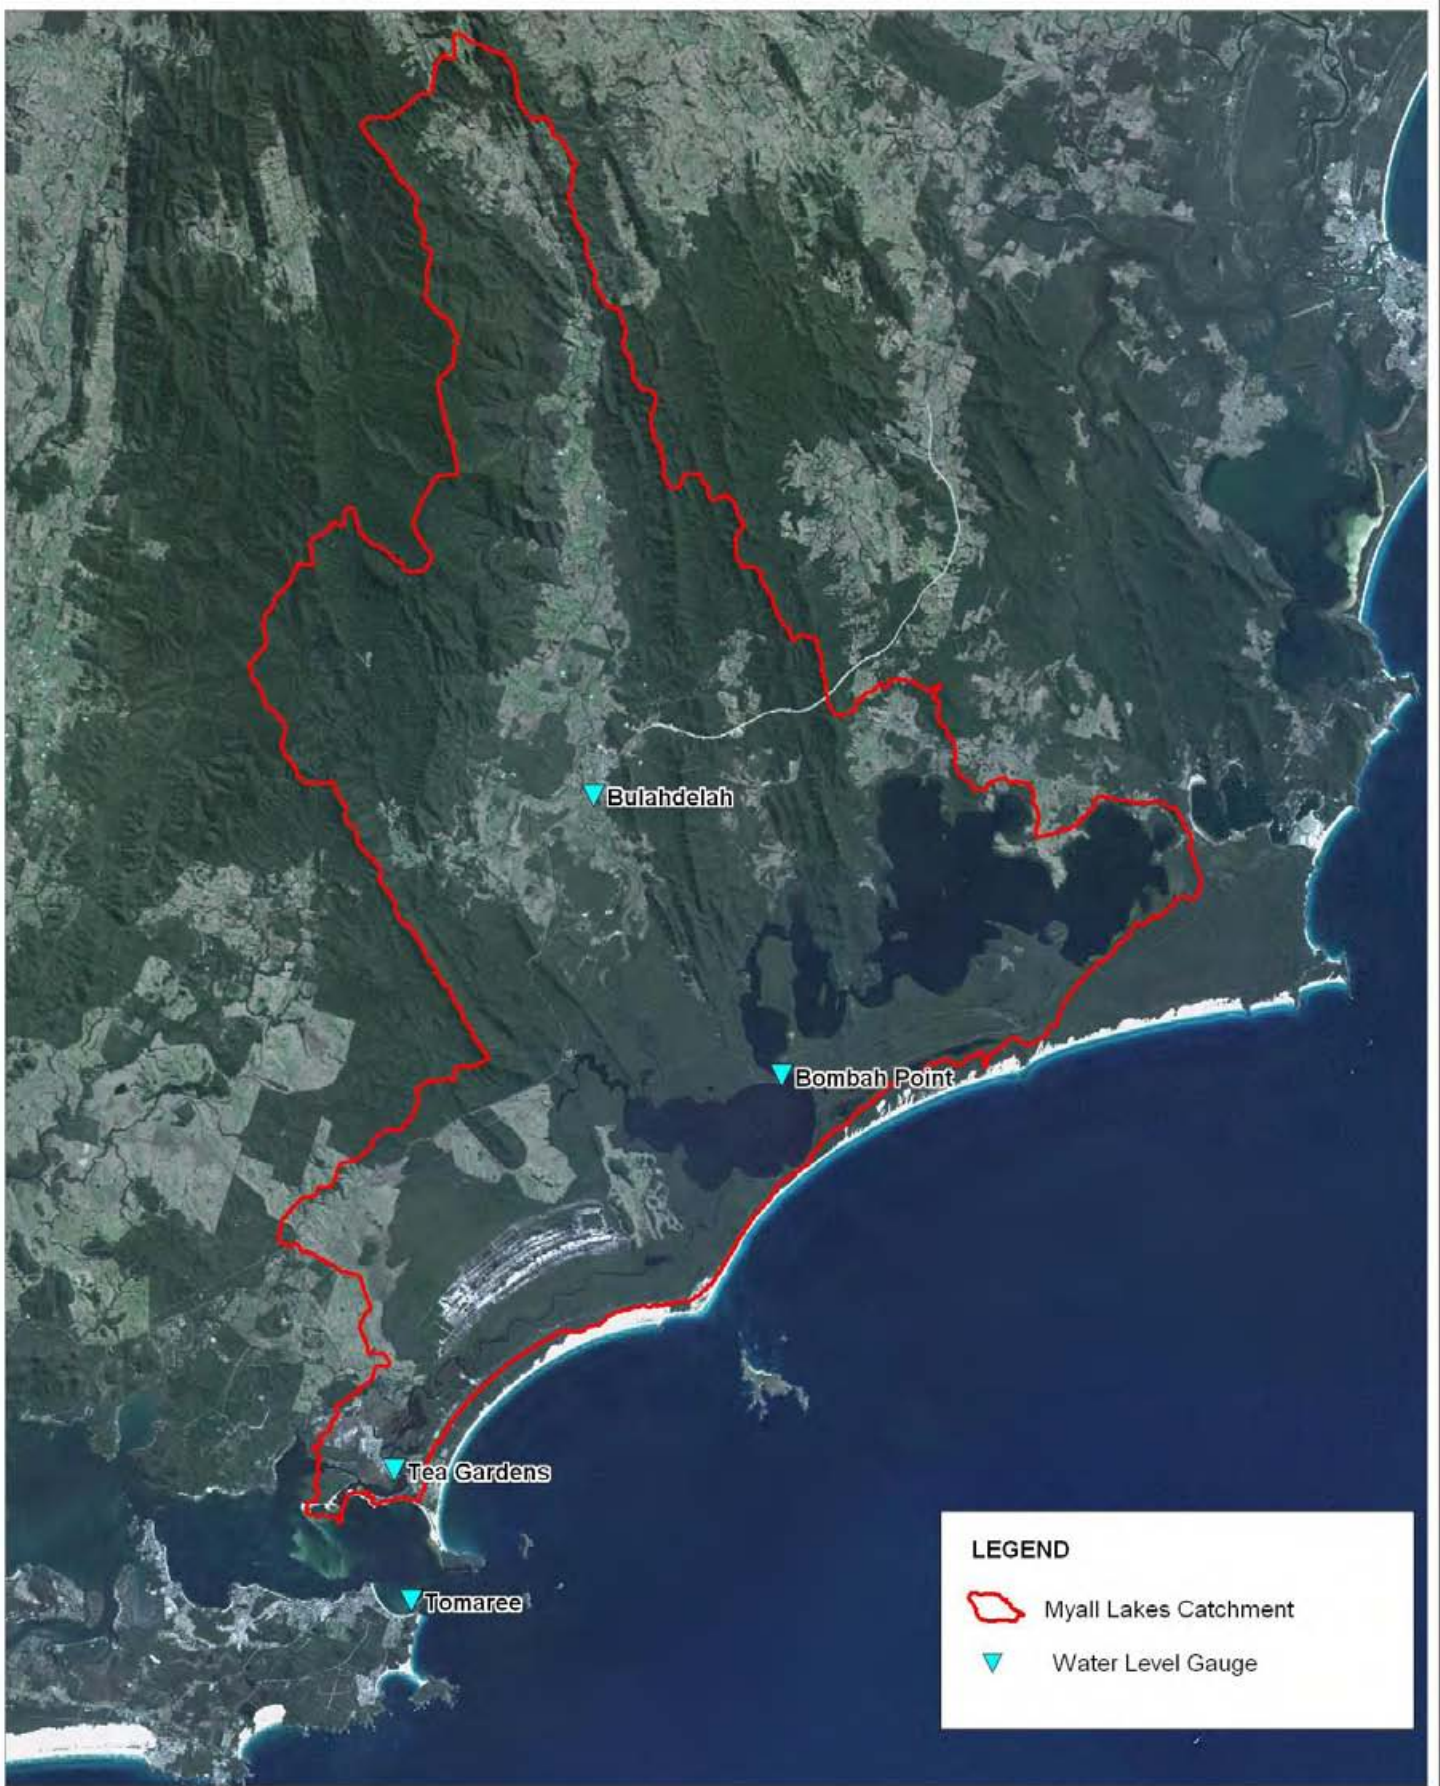 Bulahdelah
Bombah Point
Tea Gardens
Tomaree
LEGEND
Myall Lakes Catchment
Water Level Gauge